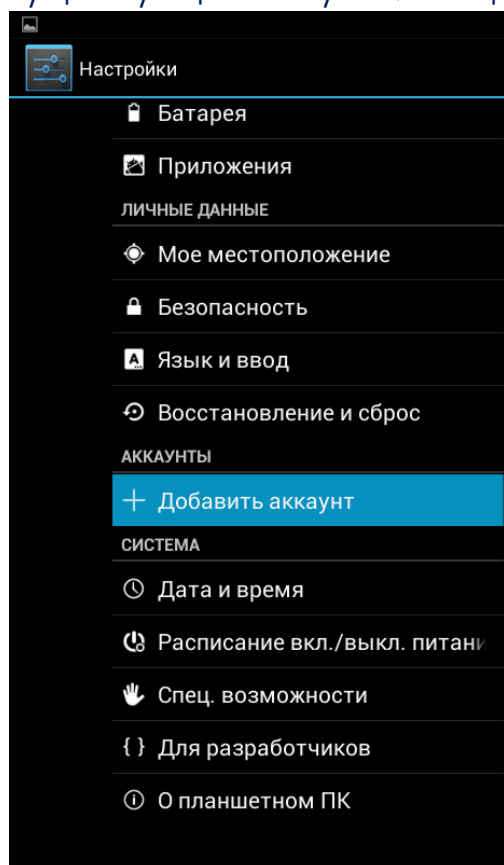 Настройки
Батарея
Приложения
ЛИЧНЫЕ ДАННЫЕ
Мое местоположение
Безопасность
Язык и ввод
Восстановление и сброс
АККАУНТЫ
Добавить аккаунт
СИСТЕМА
Дата и время
Расписание вкл./выкл. питани
Спец. возможности
{ } Для разработчиков
О планшетном ПК